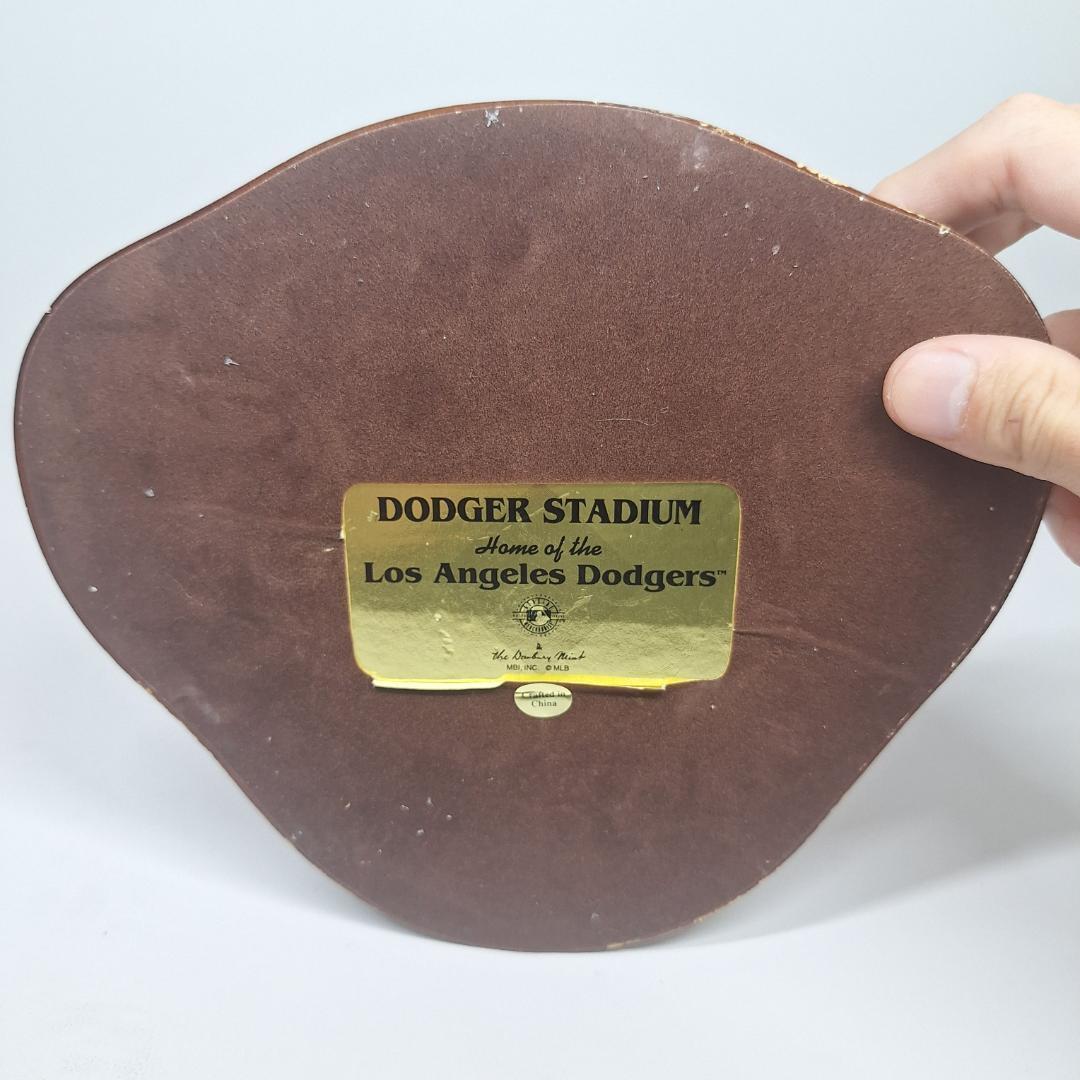 DODGER STADIUM
Home of the
Los Angeles Dodgers™
&
The Danbury Mint
MBI, INC. © MLB
Crafted in
China